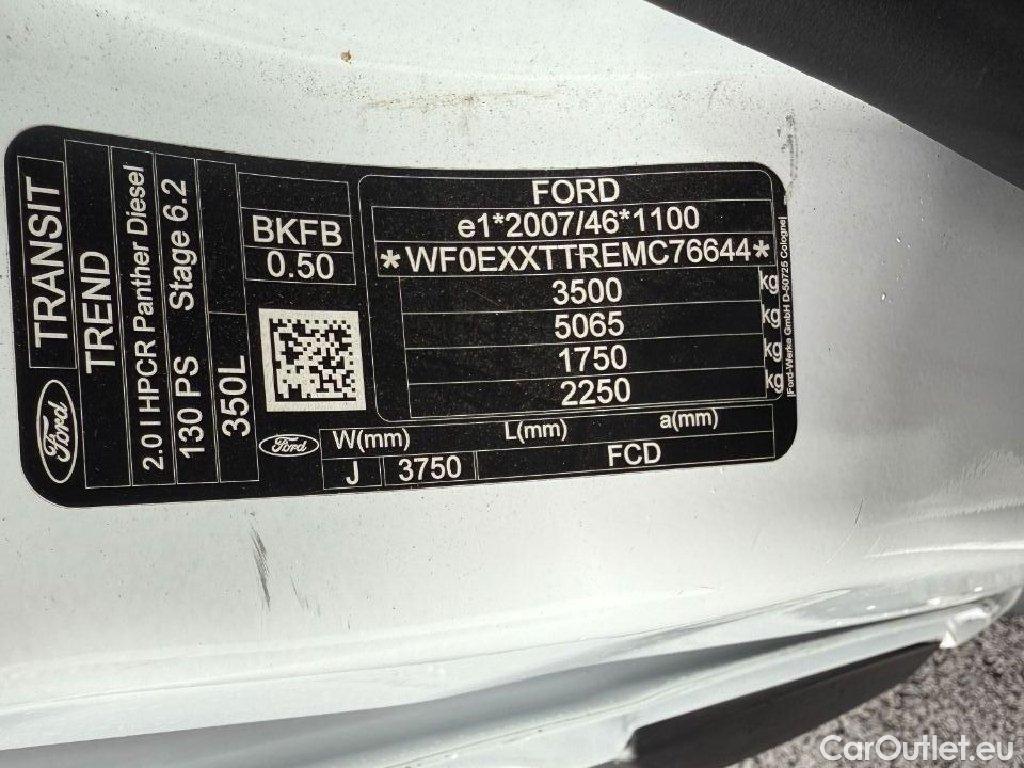 Ford
TRANSIT
TREND
2.0 l HPCR Panther Diesel
130 PS Stage 6.2
350L
BKFB
0.50
FORD
e1*2007/46*1100
*WF0EXXTTREMC76644*
3500 kg
5065 kg
1750 kg
2250 kg
Ford-Werke GmbH D-50725 Cologne
Ford
W(mm) L(mm) a(mm)
J 3750 FCD
CarOutlet.eu